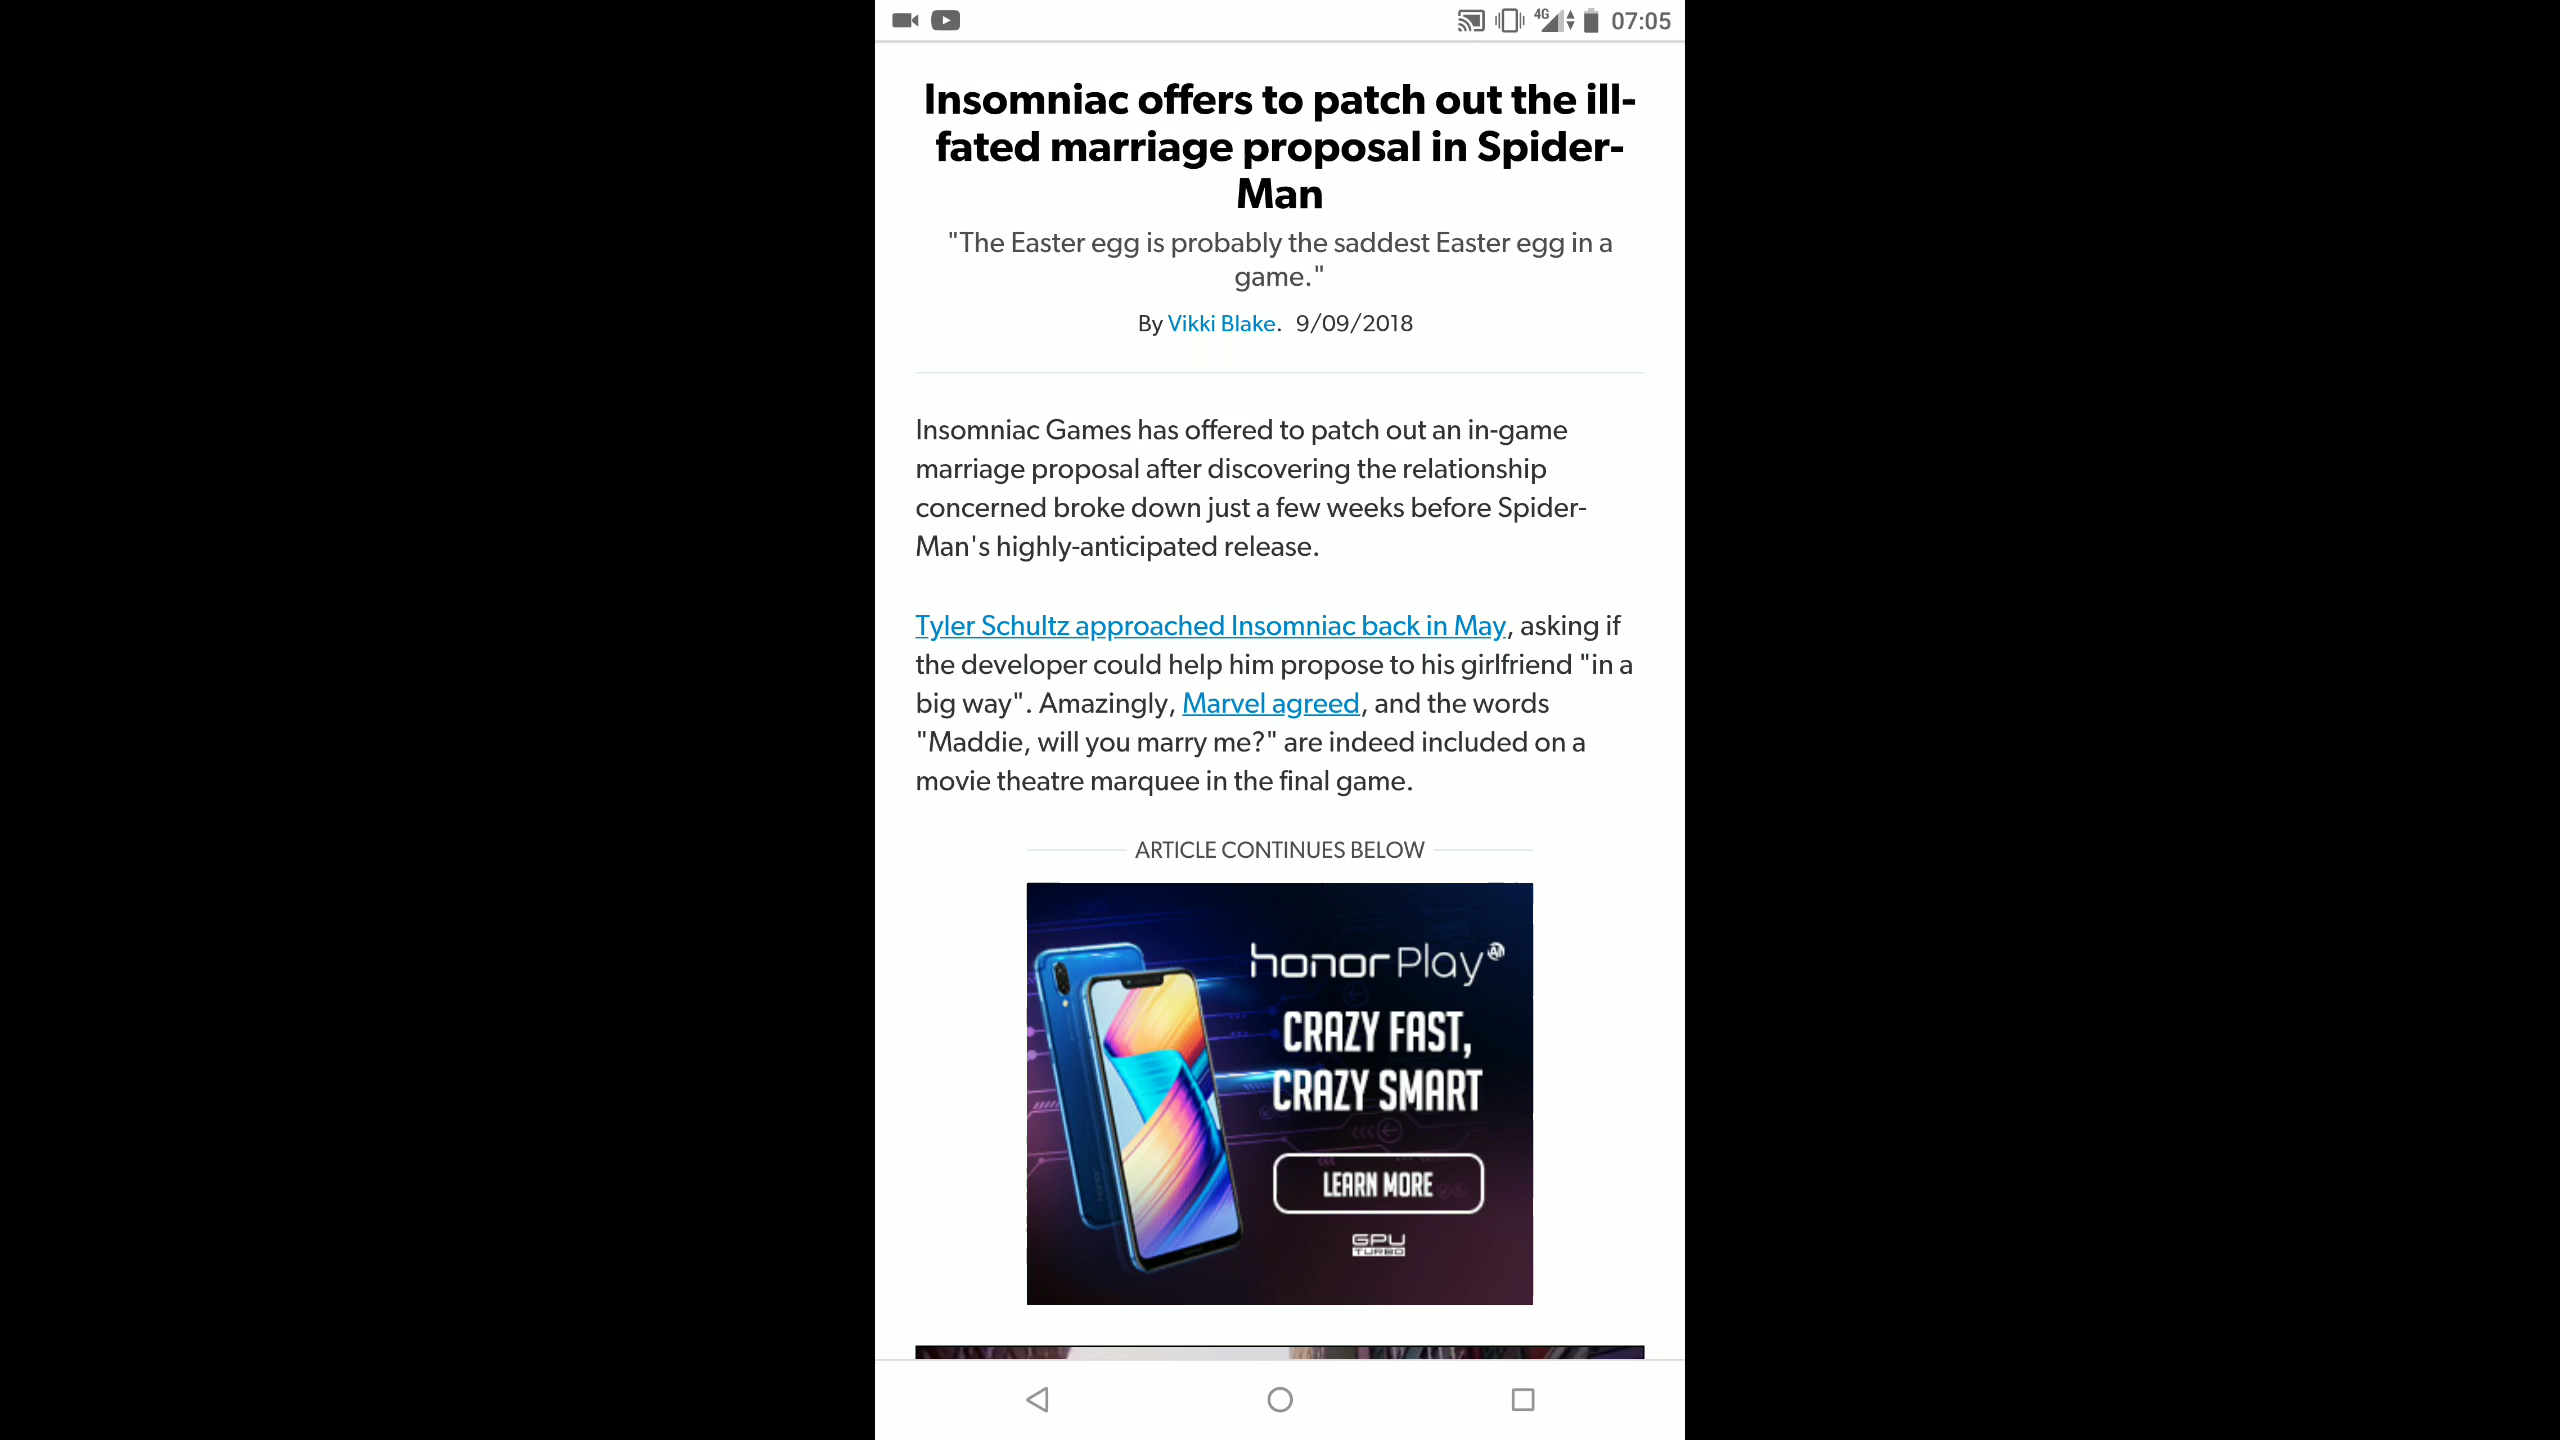 4G 07:05
Insomniac offers to patch out the ill-
fated marriage proposal in Spider-
Man
"The Easter egg is probably the saddest Easter egg in a
game."
By Vikki Blake. 9/09/2018
Insomniac Games has offered to patch out an in-game
marriage proposal after discovering the relationship
concerned broke down just a few weeks before Spider-
Man's highly-anticipated release.
Tyler Schultz approached Insomniac back in May, asking if
the developer could help him propose to his girlfriend "in a
big way". Amazingly, Marvel agreed, and the words
"Maddie, will you marry me?" are indeed included on a
movie theatre marquee in the final game.
ARTICLE CONTINUES BELOW
honor Play AI
CRAZY FAST,
CRAZY SMART
LEARN MORE
GPU
TURBO